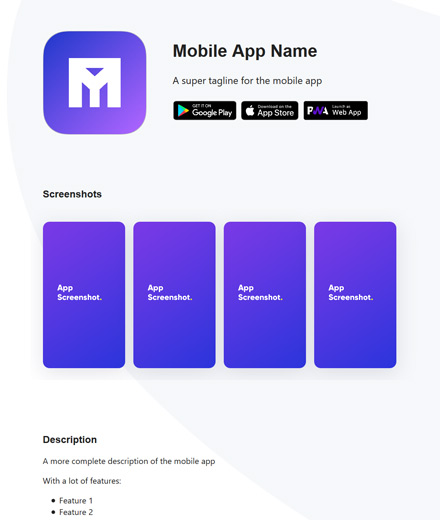 Mobile App Name
A super tagline for the mobile app
GET IT ON
Google Play
Download on the
App Store
PWA
Launch as
Web App
Screenshots
App
Screenshot.
App
Screenshot.
App
Screenshot.
App
Screenshot.
Description
A more complete description of the mobile app
With a lot of features:
Feature 1
Feature 2